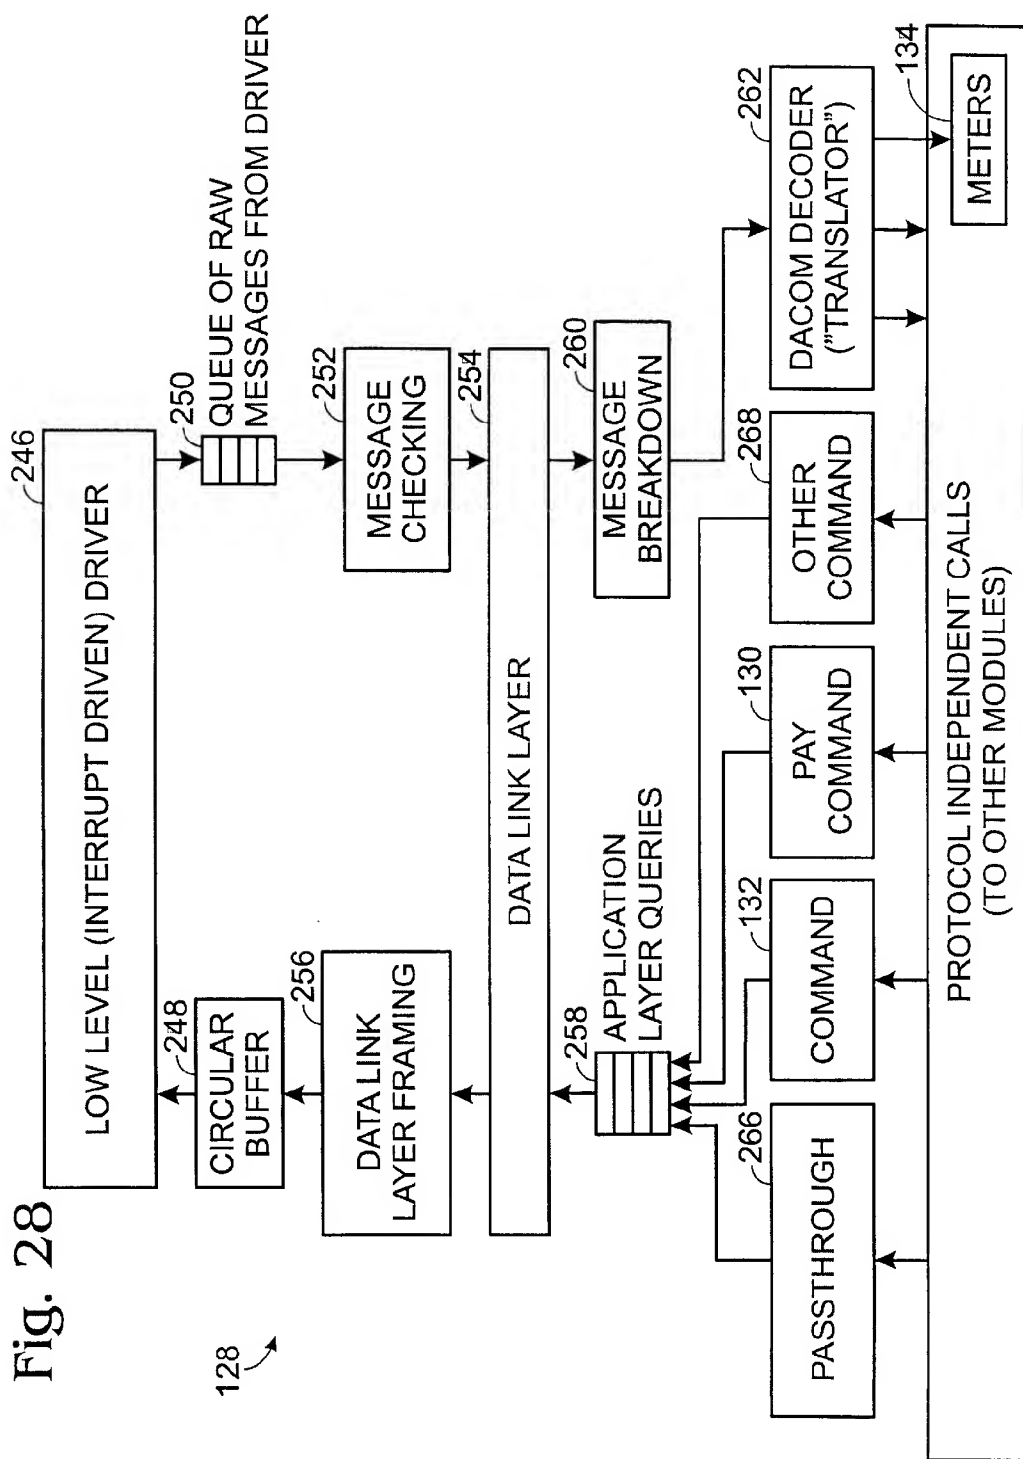 Fig. 28
128
246
LOW LEVEL (INTERRUPT DRIVEN) DRIVER
248
CIRCULAR
BUFFER
250
QUEUE OF RAW
MESSAGES FROM DRIVER
256
DATA LINK
LAYER FRAMING
252
MESSAGE
CHECKING
254
DATA LINK LAYER
258
APPLICATION
LAYER QUERIES
260
MESSAGE
BREAKDOWN
266
PASSTHROUGH
132
COMMAND
130
PAY
COMMAND
268
OTHER
COMMAND
262
DACOM DECODER
("TRANSLATOR")
134
METERS
PROTOCOL INDEPENDENT CALLS
(TO OTHER MODULES)